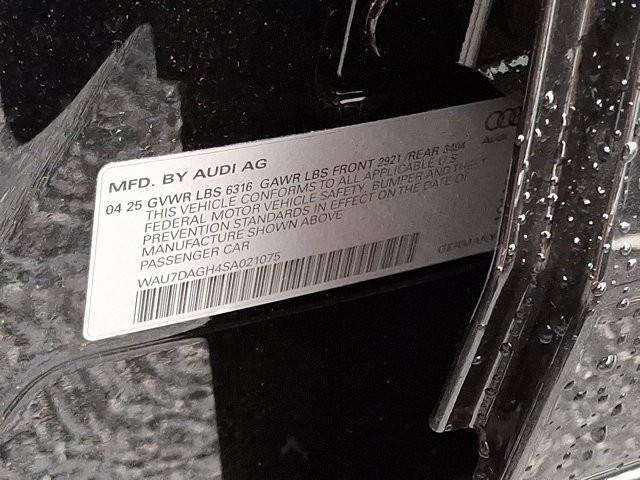 MFD. BY AUDI AG
04 25 GVWR LBS 6316 GAWR LBS FRONT 2921/REAR 3494
THIS VEHICLE CONFORMS TO ALL APPLICABLE U.S.
FEDERAL MOTOR VEHICLE SAFETY, BUMPER AND THEFT
PREVENTION STANDARDS IN EFFECT ON THE DATE OF
MANUFACTURE SHOWN ABOVE
PASSENGER CAR
WAU7DAGH4SA021075
Audi
GERMANY